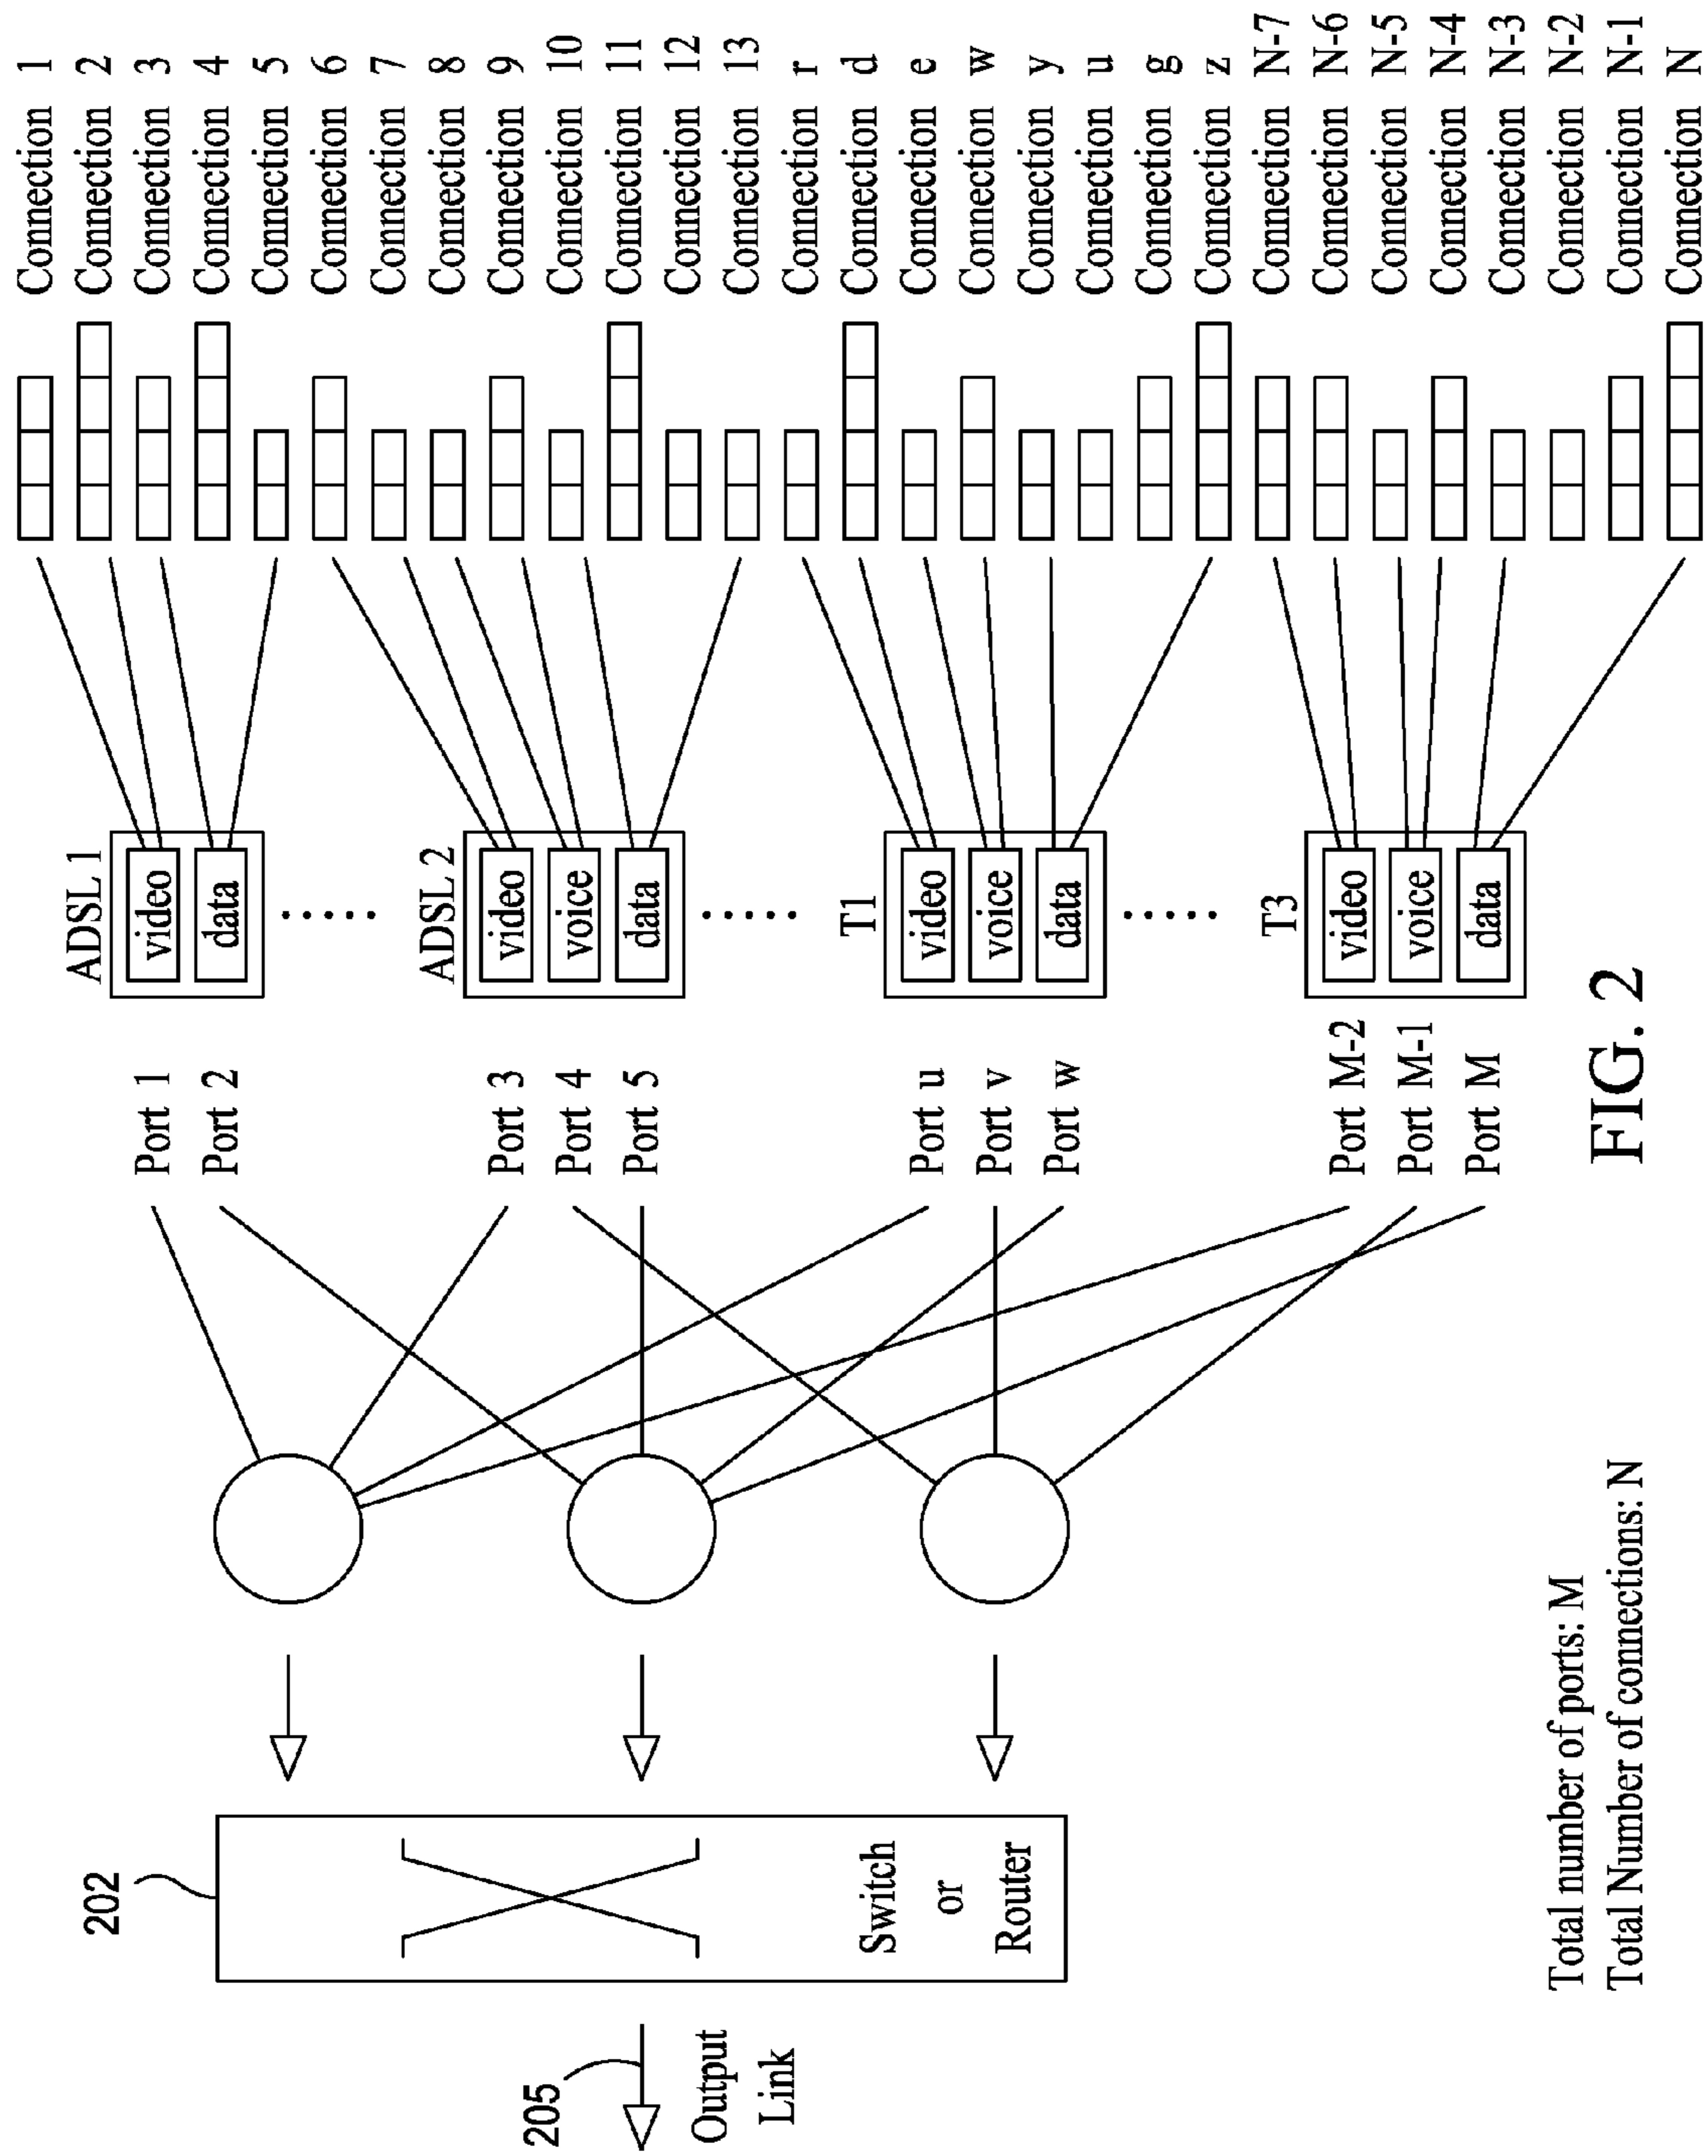 202
205
Output
Link
Switch
or
Router
Port 1
Port 2
Port 3
Port 4
Port 5
Port u
Port v
Port w
Port M-2
Port M-1
Port M
ADSL 1
video
data
.....
ADSL 2
video
voice
data
.....
T1
video
voice
data
.....
T3
video
voice
data
Connection 1
Connection 2
Connection 3
Connection 4
Connection 5
Connection 6
Connection 7
Connection 8
Connection 9
Connection 10
Connection 11
Connection 12
Connection 13
Connection r
Connection d
Connection e
Connection w
Connection y
Connection u
Connection g
Connection z
Connection N-7
Connection N-6
Connection N-5
Connection N-4
Connection N-3
Connection N-2
Connection N-1
Connection N
Total number of ports: M
Total Number of connections: N
FIG. 2